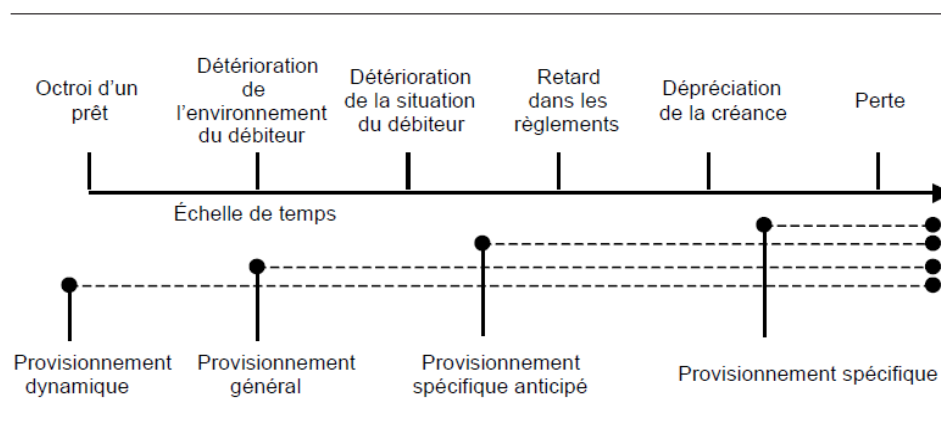 Octroi d'un
prêt
Détérioration
de
l'environnement
du débiteur
Détérioration
de la situation
du débiteur
Retard
dans les
règlements
Dépréciation
de la créance
Perte
Échelle de temps
Provisionnement
dynamique
Provisionnement
général
Provisionnement
spécifique anticipé
Provisionnement spécifique